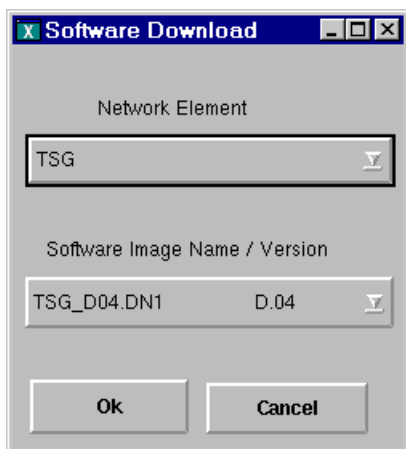 Software Download
Network Element
TSG
Software Image Name / Version
TSG_D04.DN1 D.04
Ok Cancel